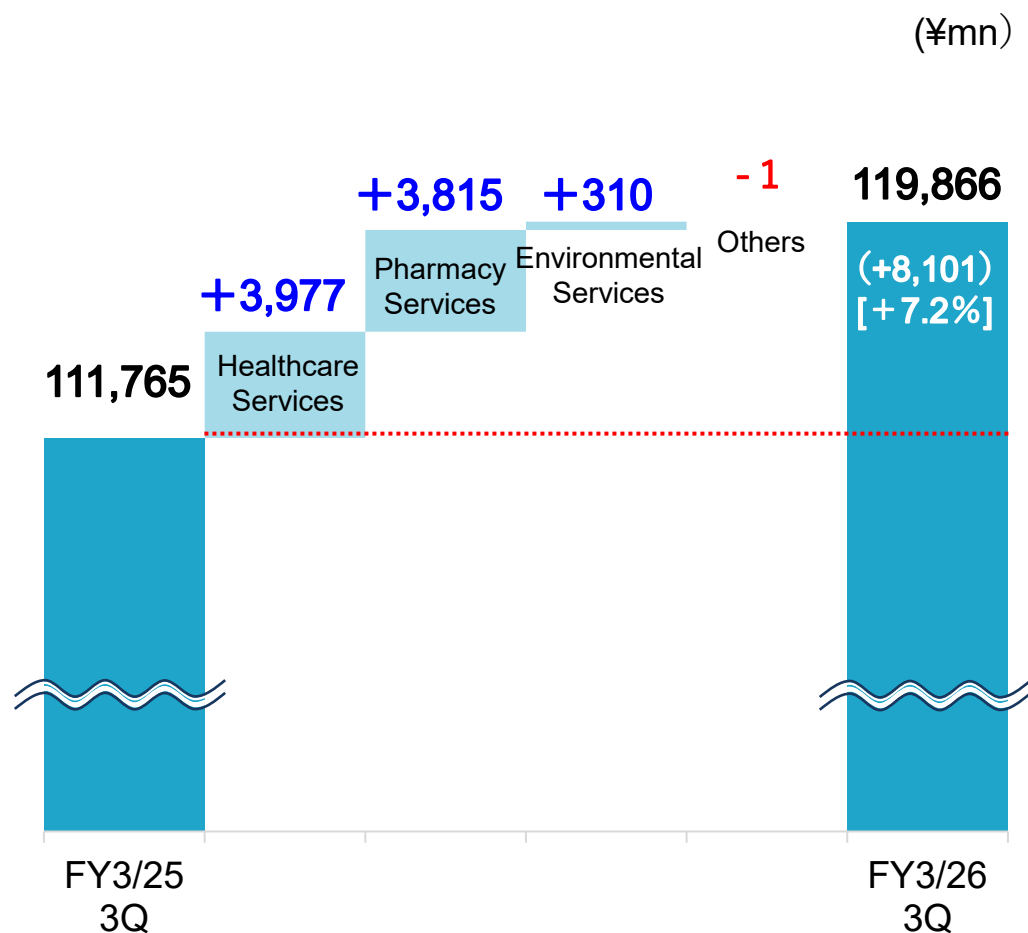 (¥mn）
＋3,815
＋310
- 1
119,866
Others
Environmental
Services
Pharmacy
Services
（+8,101）
[＋7.2%]
＋3,977
111,765
Healthcare
Services
FY3/25
3Q
FY3/26
3Q